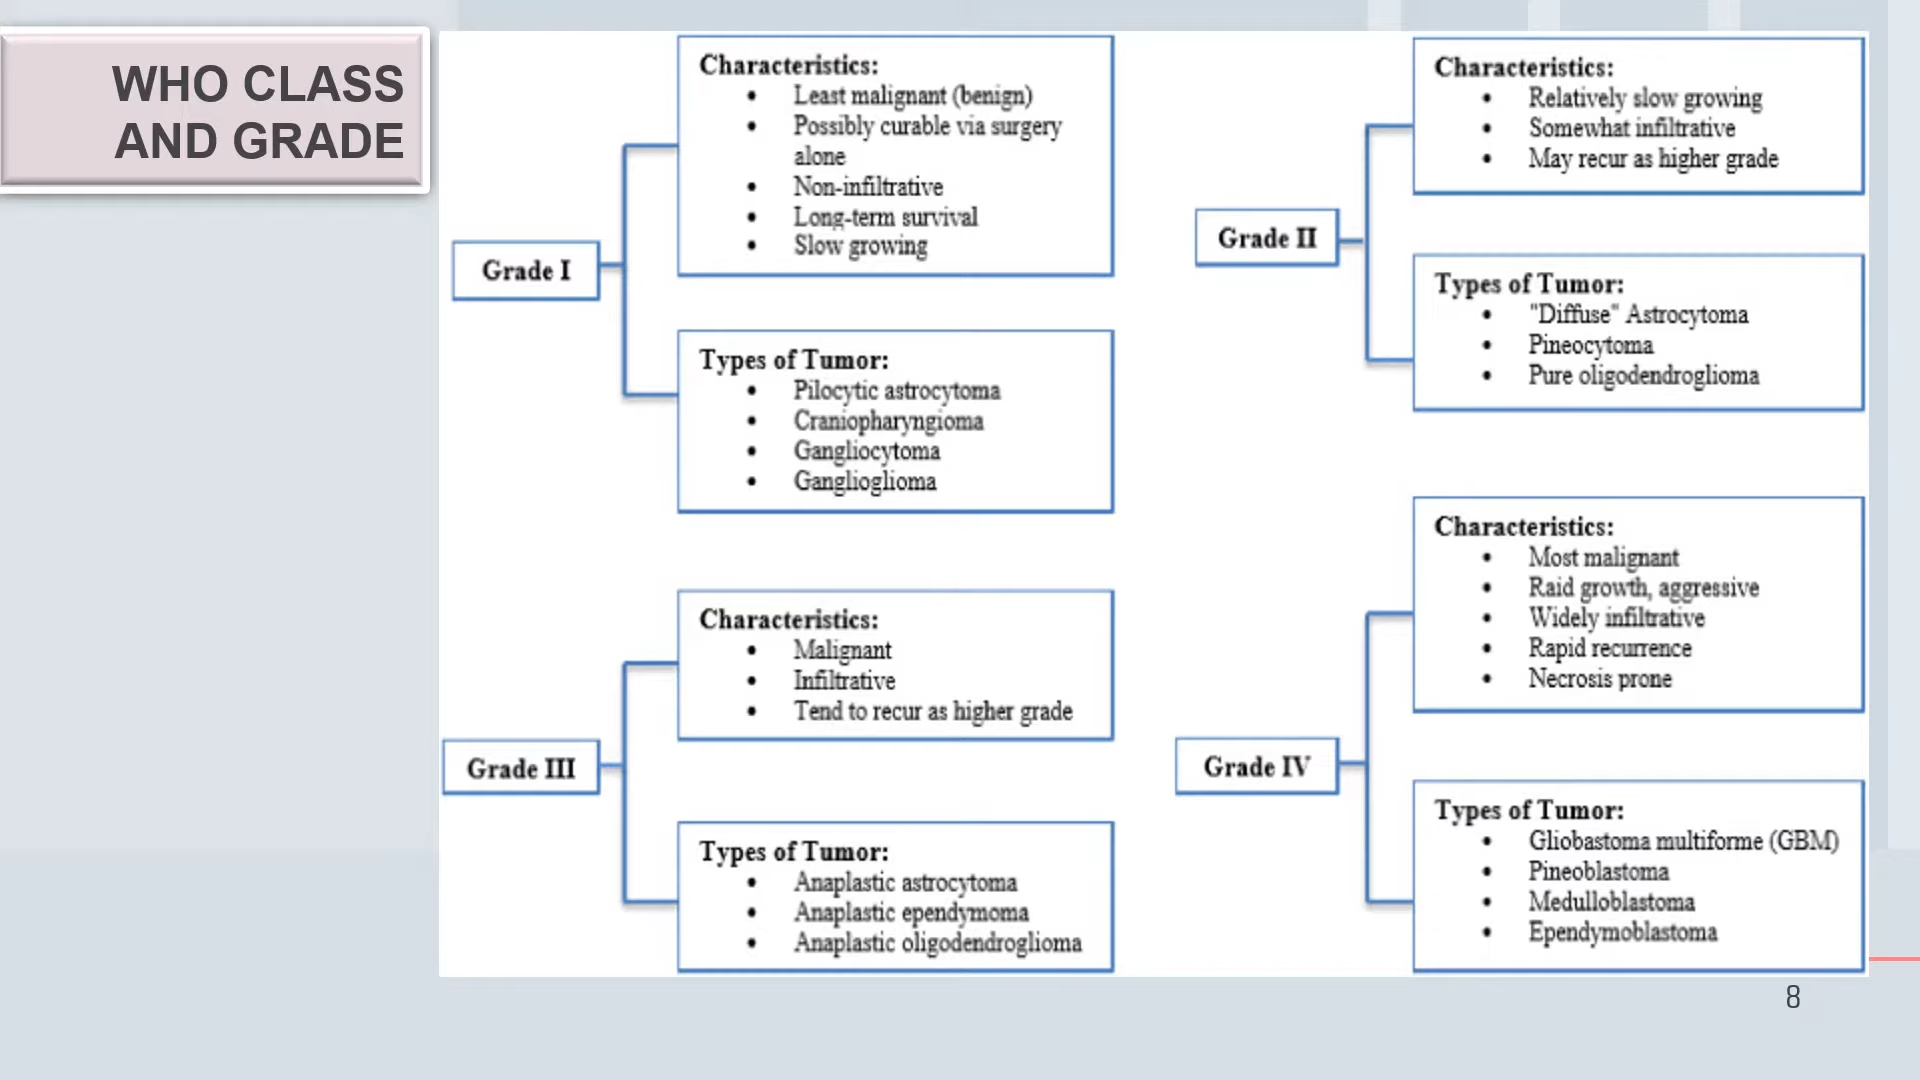 WHO CLASS
AND GRADE
Grade I
Characteristics:
• Least malignant (benign)
• Possibly curable via surgery
alone
• Non-infiltrative
• Long-term survival
• Slow growing
Types of Tumor:
• Pilocytic astrocytoma
• Craniopharyngioma
• Gangliocytoma
• Ganglioglioma
Grade II
Characteristics:
• Relatively slow growing
• Somewhat infiltrative
• May recur as higher grade
Types of Tumor:
• "Diffuse" Astrocytoma
• Pineocytoma
• Pure oligodendroglioma
Grade III
Characteristics:
• Malignant
• Infiltrative
• Tend to recur as higher grade
Types of Tumor:
• Anaplastic astrocytoma
• Anaplastic ependymoma
• Anaplastic oligodendroglioma
Grade IV
Characteristics:
• Most malignant
• Raid growth, aggressive
• Widely infiltrative
• Rapid recurrence
• Necrosis prone
Types of Tumor:
• Gliobastoma multiforme (GBM)
• Pineoblastoma
• Medulloblastoma
• Ependymoblastoma
8